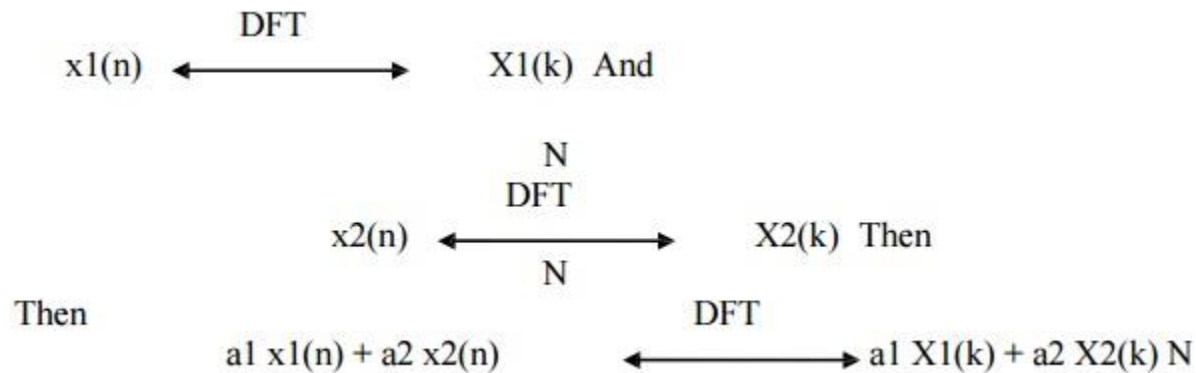 DFT
x1(n) X1(k) And
N
DFT
x2(n) X2(k) Then
N
Then DFT
a1 x1(n) + a2 x2(n) a1 X1(k) + a2 X2(k) N